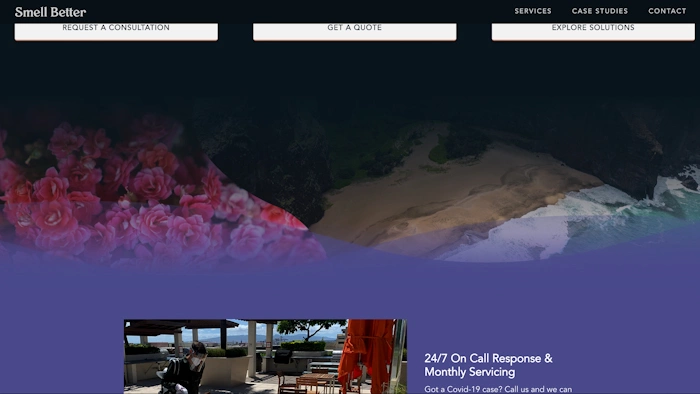 Smell Better
SERVICES CASE STUDIES CONTACT
REQUEST A CONSULTATION
GET A QUOTE
EXPLORE SOLUTIONS
24/7 On Call Response &
Monthly Servicing
Got a Covid-19 case? Call us and we can